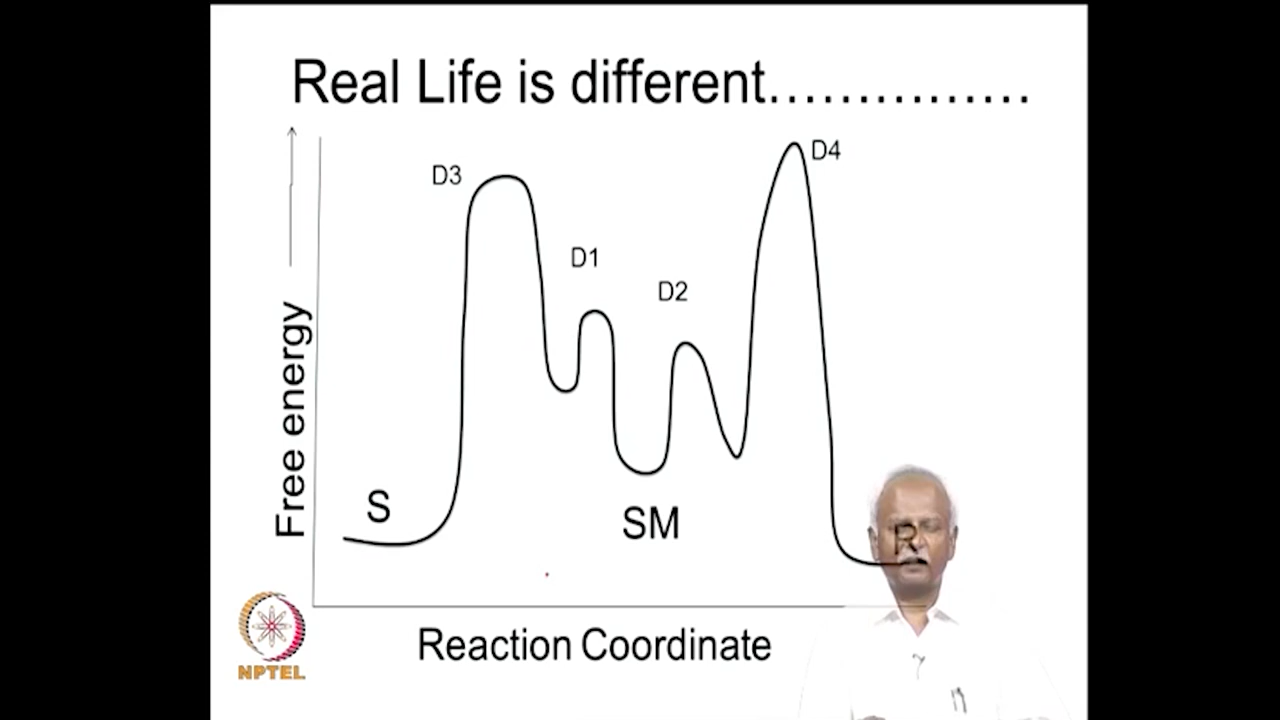 Real Life is different...............
D4
D3
D1
D2
Free energy
S
SM
R
Reaction Coordinate
NPTEL